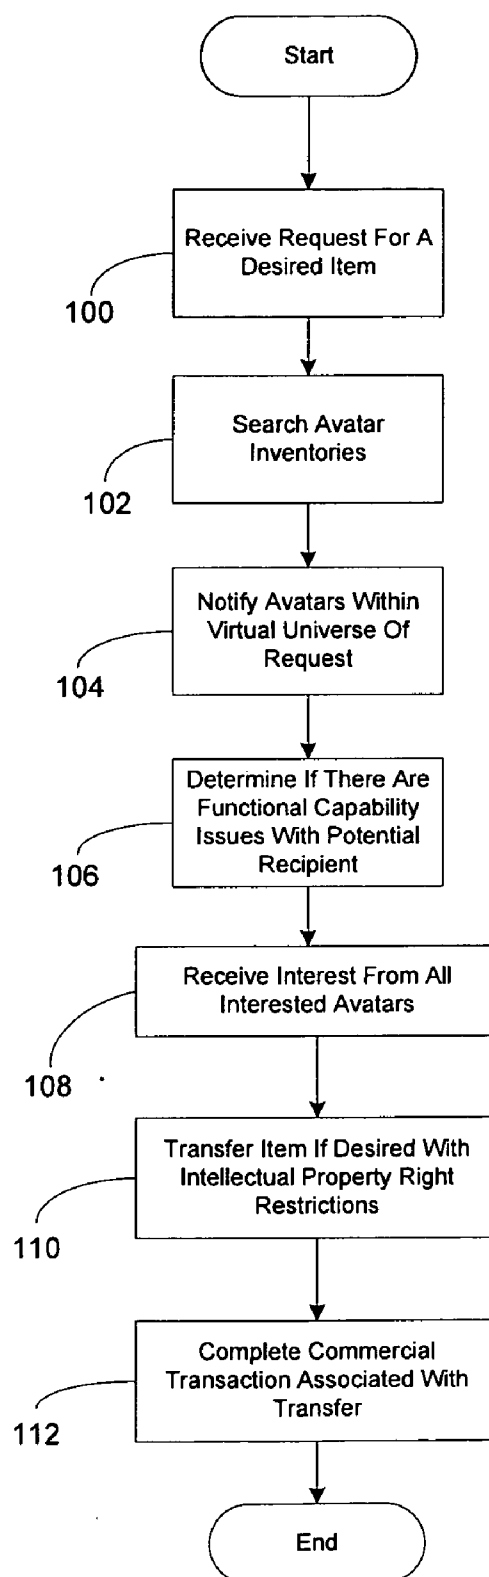 Start
Receive Request For A
Desired Item
100
Search Avatar
Inventories
102
Notify Avatars Within
Virtual Universe Of
Request
104
Determine If There Are
Functional Capability
Issues With Potential
Recipient
106
Receive Interest From All
Interested Avatars
108
Transfer Item If Desired With
Intellectual Property Right
Restrictions
110
Complete Commercial
Transaction Associated With
Transfer
112
End